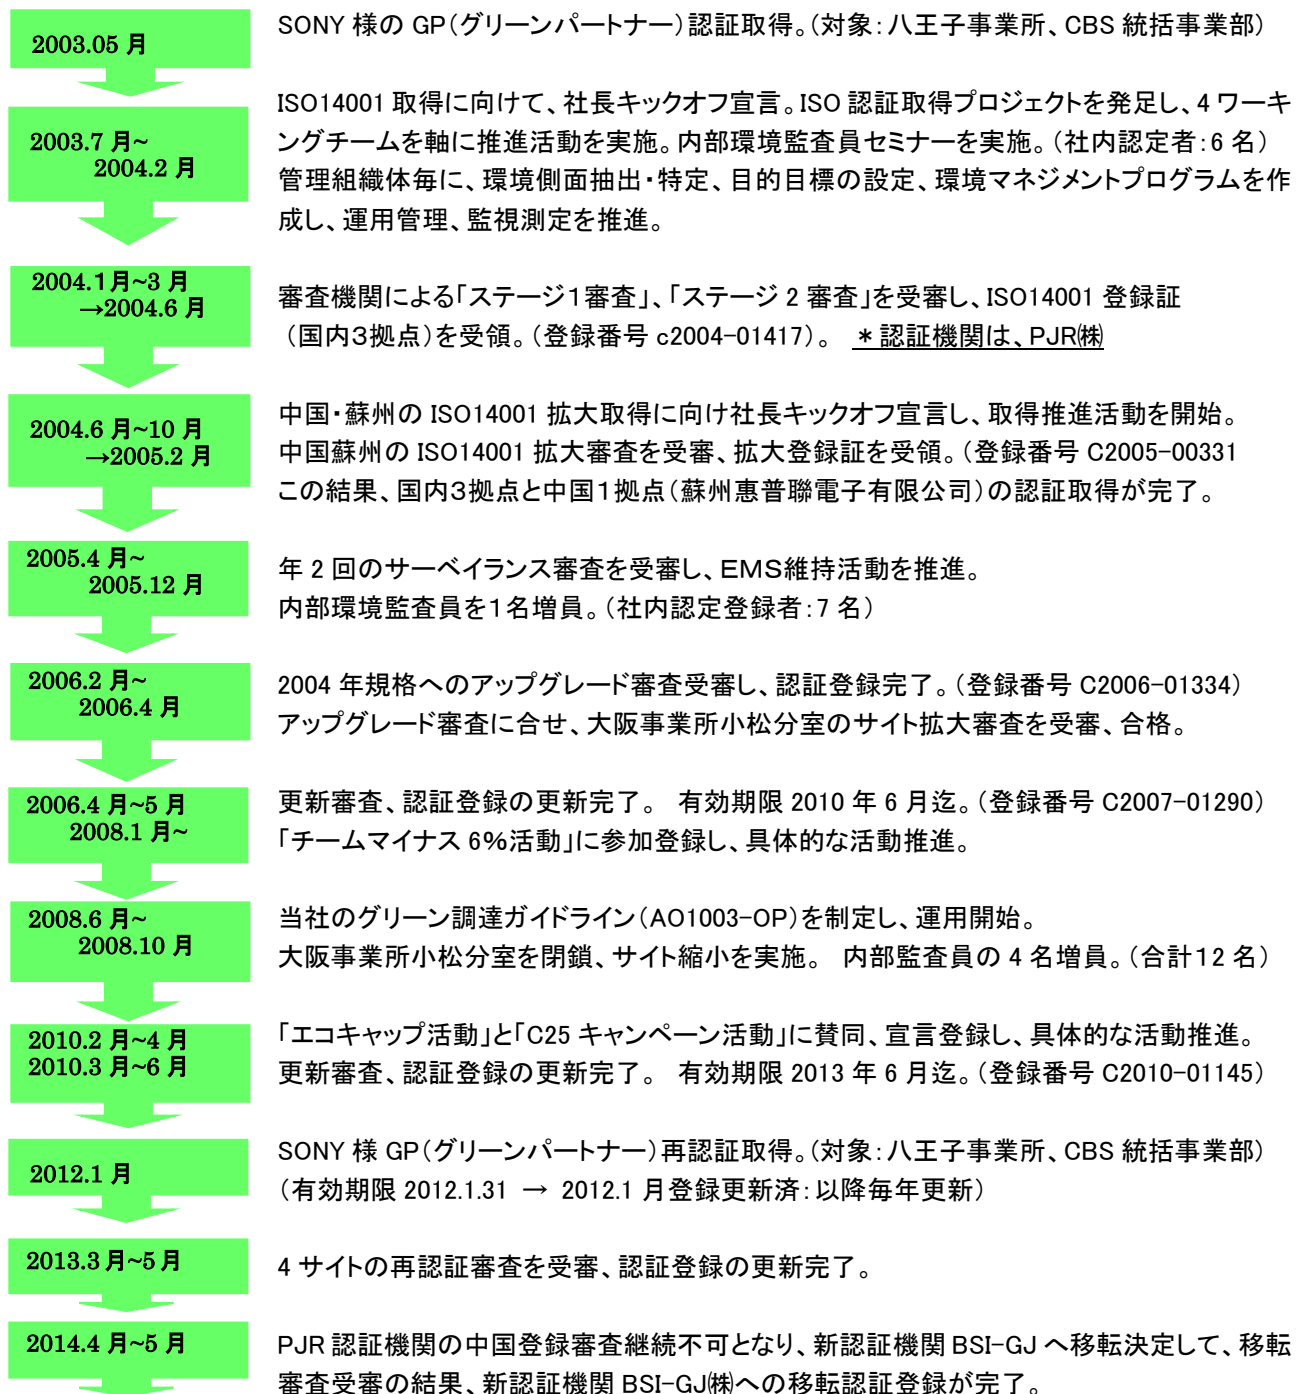 2003.05 月
SONY 様の GP（グリーンパートナー）認証取得。（対象：八王子事業所、CBS 統括事業部）
2003.7 月~
2004.2 月
ISO14001 取得に向けて、社長キックオフ宣言。ISO 認証取得プロジェクトを発足し、4 ワーキ
ングチームを軸に推進活動を実施。内部環境監査員セミナーを実施。（社内認定者：6 名）
管理組織体毎に、環境側面抽出・特定、目的目標の設定、環境マネジメントプログラムを作
成し、運用管理、監視測定を推進。
2004.1月~3 月
→2004.6 月
審査機関による「ステージ１審査」、「ステージ 2 審査」を受審し、ISO14001 登録証
（国内３拠点）を受領。（登録番号 c2004-01417）。　＊認証機関は、PJR㈱
2004.6 月~10 月
→2005.2 月
中国・蘇州の ISO14001 拡大取得に向け社長キックオフ宣言し、取得推進活動を開始。
中国蘇州の ISO14001 拡大審査を受審、拡大登録証を受領。（登録番号 C2005-00331
この結果、国内３拠点と中国１拠点（蘇州惠普聯電子有限公司）の認証取得が完了。
2005.4 月~
2005.12 月
年 2 回のサーベイランス審査を受審し、ＥＭＳ維持活動を推進。
内部環境監査員を１名増員。（社内認定登録者：7 名）
2006.2 月~
2006.4 月
2004 年規格へのアップグレード審査受審し、認証登録完了。（登録番号 C2006-01334）
アップグレード審査に合せ、大阪事業所小松分室のサイト拡大審査を受審、合格。
2006.4 月~5 月
2008.1 月~
更新審査、認証登録の更新完了。　有効期限 2010 年 6 月迄。（登録番号 C2007-01290）
「チームマイナス 6%活動」に参加登録し、具体的な活動推進。
2008.6 月~
2008.10 月
当社のグリーン調達ガイドライン（AO1003-OP）を制定し、運用開始。
大阪事業所小松分室を閉鎖、サイト縮小を実施。　内部監査員の 4 名増員。（合計１２名）
2010.2 月~4 月
2010.3 月~6 月
「エコキャップ活動」と「C25 キャンペーン活動」に賛同、宣言登録し、具体的な活動推進。
更新審査、認証登録の更新完了。　有効期限 2013 年 6 月迄。（登録番号 C2010-01145）
2012.1 月
SONY 様 GP（グリーンパートナー）再認証取得。（対象：八王子事業所、CBS 統括事業部）
（有効期限 2012.1.31 → 2012.1 月登録更新済：以降毎年更新）
2013.3 月~5 月
4 サイトの再認証審査を受審、認証登録の更新完了。
2014.4 月~5 月
PJR 認証機関の中国登録審査継続不可となり、新認証機関 BSI-GJ へ移転決定して、移転
審査受審の結果、新認証機関 BSI-GJ㈱への移転認証登録が完了。